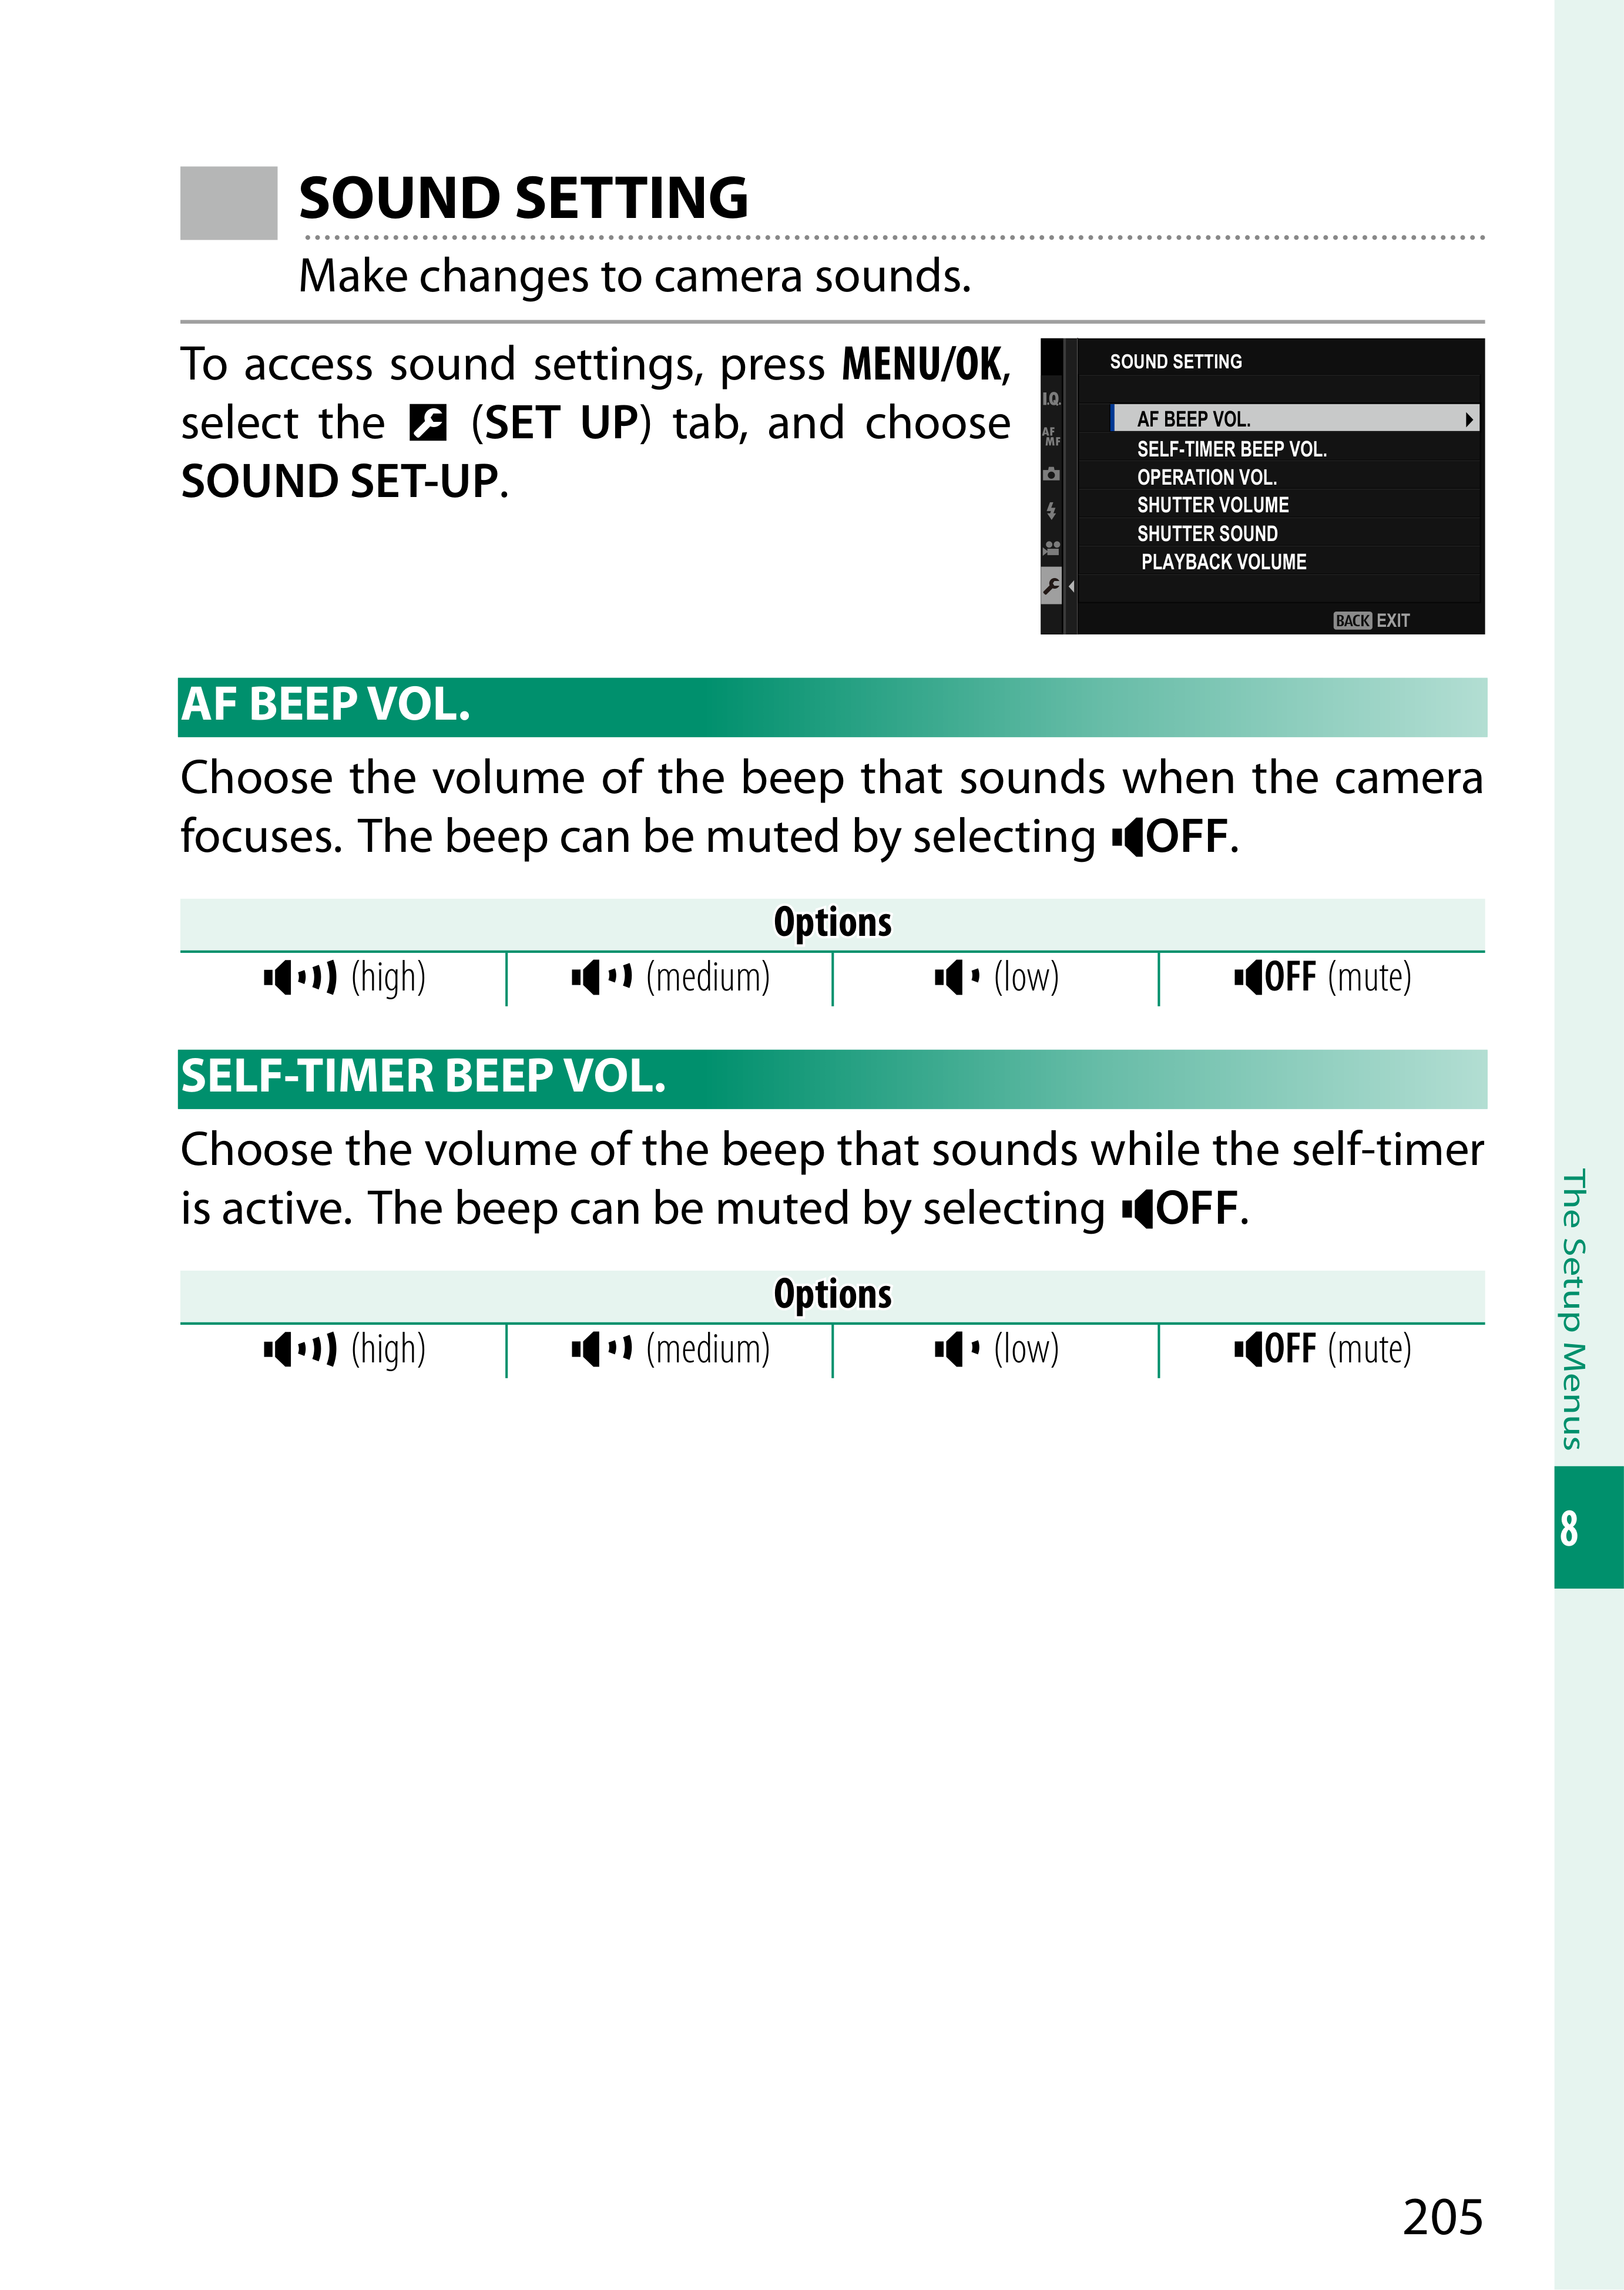 SOUND SETTING
Make changes to camera sounds.
To access sound settings, press MENU/OK,
select the (SET UP) tab, and choose
SOUND SET-UP.
SOUND SETTING
I.Q.
AF
MF
AF BEEP VOL.
SELF-TIMER BEEP VOL.
OPERATION VOL.
SHUTTER VOLUME
SHUTTER SOUND
PLAYBACK VOLUME
BACK EXIT
AF BEEP VOL.
Choose the volume of the beep that sounds when the camera
focuses. The beep can be muted by selecting OFF.
Options
(high) (medium) (low) OFF (mute)
SELF-TIMER BEEP VOL.
Choose the volume of the beep that sounds while the self-timer
is active. The beep can be muted by selecting OFF.
Options
(high) (medium) (low) OFF (mute)
The Setup Menus
8
205